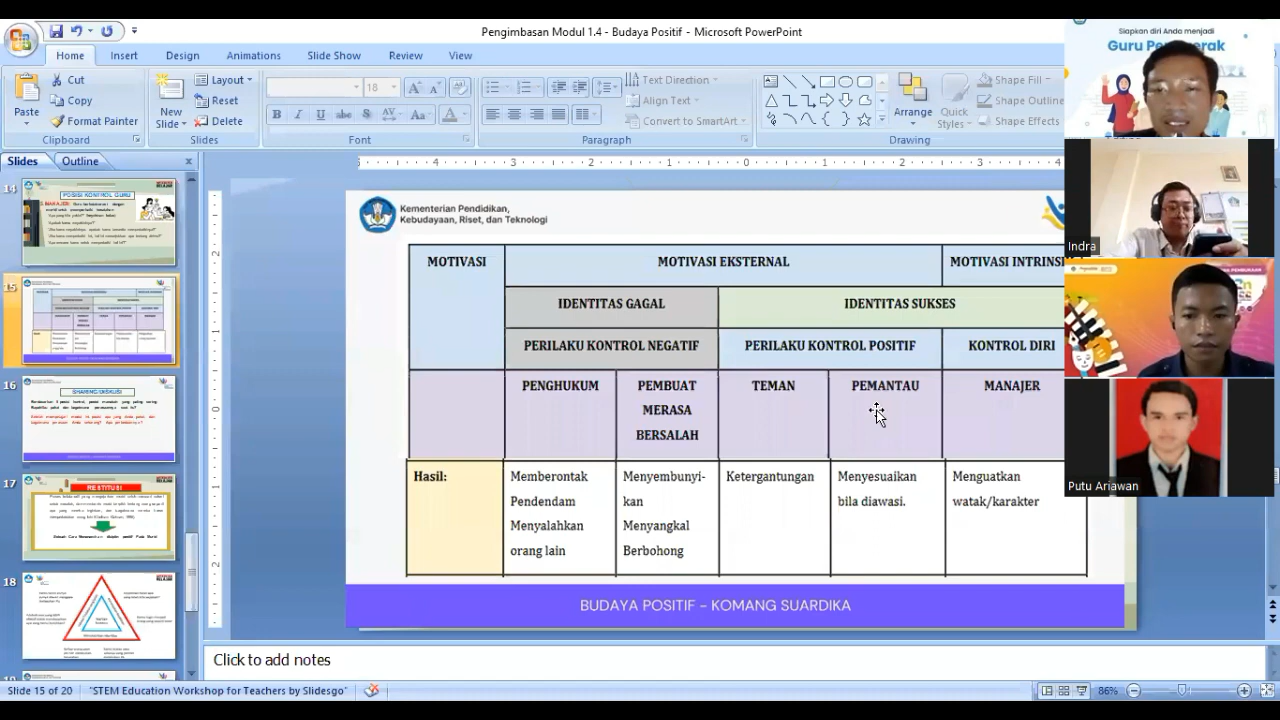 Pengimbasan Modul 1.4 - Budaya Positif - Microsoft PowerPoint
Home Insert Design Animations Slide Show Review View
Paste
Cut
Copy
Format Painter
Clipboard
New Slide
Layout
Reset
Delete
Slides
18
Paragraph
Text Direction
Align Text
Convert to SmartArt
Arrange
Quick Styles
Shape Fill
Shape Outline
Shape Effects
Drawing
Slides Outline
14
POSISI KONTROL GURU
15
16
SHARING/DISKUSI
17
RESTITUSI
18
Kementerian Pendidikan,
Kebudayaan, Riset, dan Teknologi
MOTIVASI MOTIVASI EKSTERNAL MOTIVASI INTRINSI
IDENTITAS GAGAL IDENTITAS SUKSES
PERILAKU KONTROL NEGATIF PERILAKU KONTROL POSITIF KONTROL DIRI
PENGHUKUM
PEMBUAT
MERASA
BERSALAH
TEMAN
PEMANTAU
MANAJER
Hasil:
Memberontak
Pendendam
Menyalahkan
orang lain
Menyembunyi-
kan
Menyangkal
Berbohong
Ketergantungan
Menyesuaikan
bila diawasi.
Menguatkan
watak/karakter
BUDAYA POSITIF – KOMANG SUARDIKA
Click to add notes
Slide 15 of 20 "STEM Education Workshop for Teachers by Slidesgo" 86%
Siapkan diri Anda menjadi
Indra
Putu Ariawan